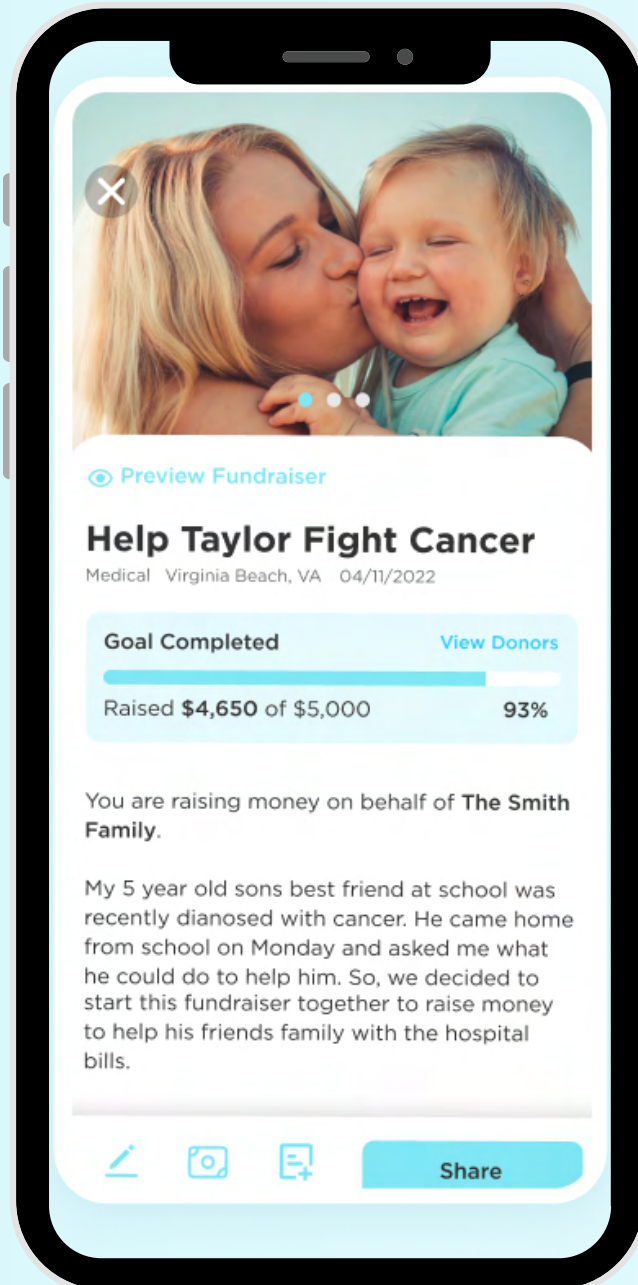 Preview Fundraiser
Help Taylor Fight Cancer
Medical Virginia Beach, VA 04/11/2022
Goal Completed View Donors
Raised $4,650 of $5,000 93%
You are raising money on behalf of The Smith
Family.
My 5 year old sons best friend at school was
recently dianosed with cancer. He came home
from school on Monday and asked me what
he could do to help him. So, we decided to
start this fundraiser together to raise money
to help his friends family with the hospital
bills.
Share